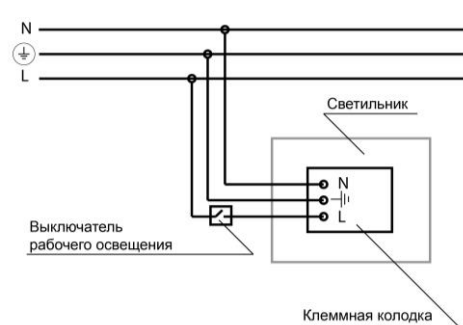 N
L
Светильник
N
L
Выключатель
рабочего освещения
Клеммная колодка